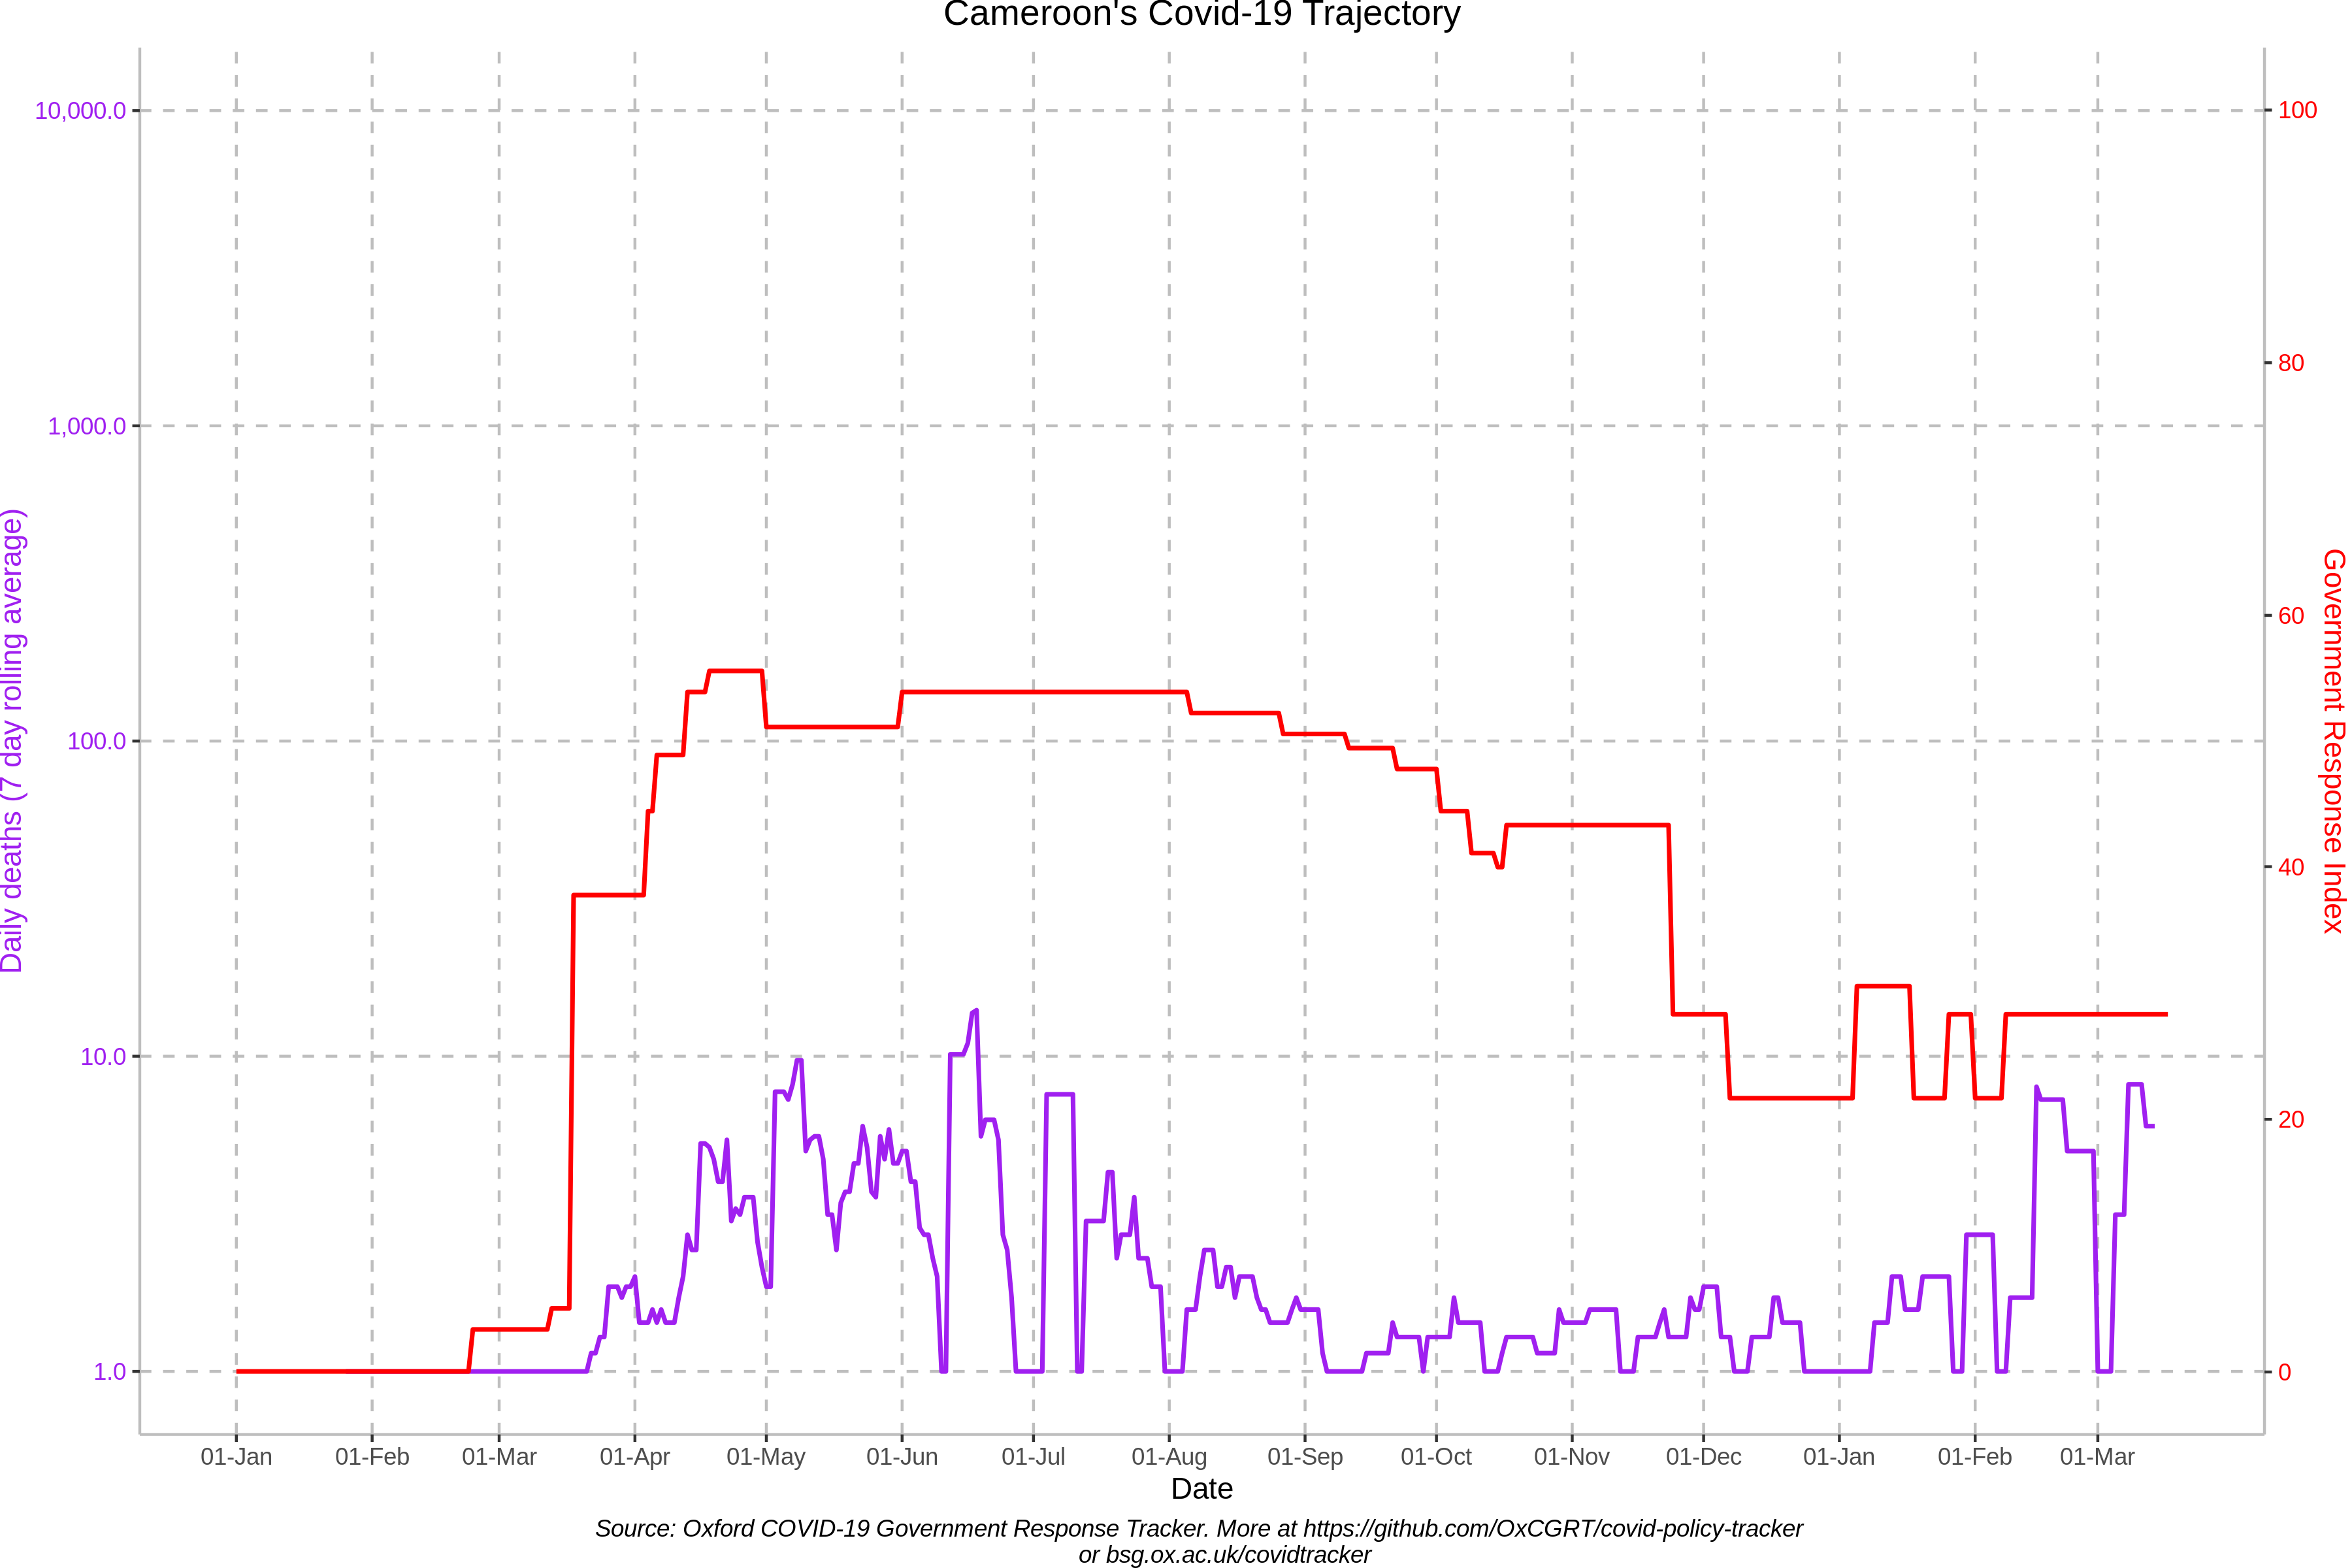 Cameroon's Covid-19 Trajectory
10,000.0
1,000.0
100.0
10.0
1.0
Daily deaths (7 day rolling average)
100
80
60
40
20
0
Government Response Index
01-Jan 01-Feb 01-Mar 01-Apr 01-May 01-Jun 01-Jul 01-Aug 01-Sep 01-Oct 01-Nov 01-Dec 01-Jan 01-Feb 01-Mar
Date
Source: Oxford COVID-19 Government Response Tracker. More at https://github.com/OxCGRT/covid-policy-tracker
or bsg.ox.ac.uk/covidtracker